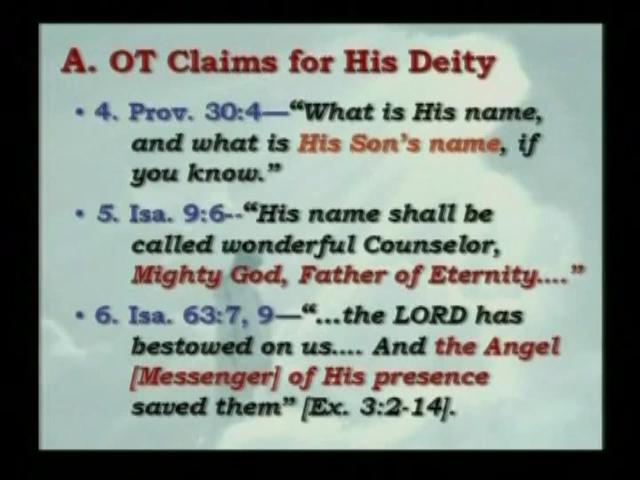 A. OT Claims for His Deity
• 4. Prov. 30:4—“What is His name,
and what is His Son's name, if
you know.”
• 5. Isa. 9:6--“His name shall be
called wonderful Counselor,
Mighty God, Father of Eternity....”
• 6. Isa. 63:7, 9—“...the LORD has
bestowed on us.... And the Angel
[Messenger] of His presence
saved them” [Ex. 3:2-14].